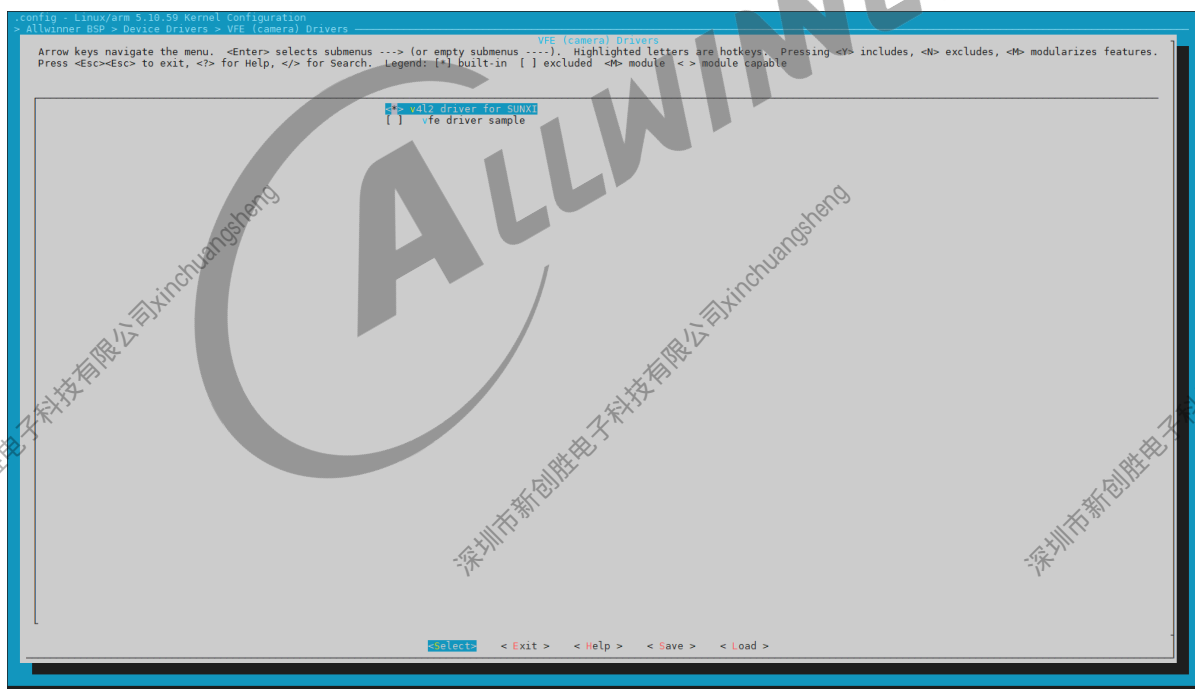 .config - Linux/arm 5.10.59 Kernel Configuration
> Allwinner BSP > Device Drivers > VFE (camera) Drivers
VFE (camera) Drivers
Arrow keys navigate the menu. <Enter> selects submenus ---> (or empty submenus ----). Highlighted letters are hotkeys. Pressing <Y> includes, <N> excludes, <M> modularizes features.
Press <Esc><Esc> to exit, <?> for Help, </> for Search. Legend: [*] built-in [ ] excluded <M> module < > module capable
<*> v4l2 driver for SUNXI
[ ] vfe driver sample
ALLWINNE
深圳市新创胜电子科技有限公司xinchuangsheng
深圳市新创胜电子科技有限公司xinchuangsheng
深圳市新创胜电子科
<Select> < Exit > < Help > < Save > < Load >